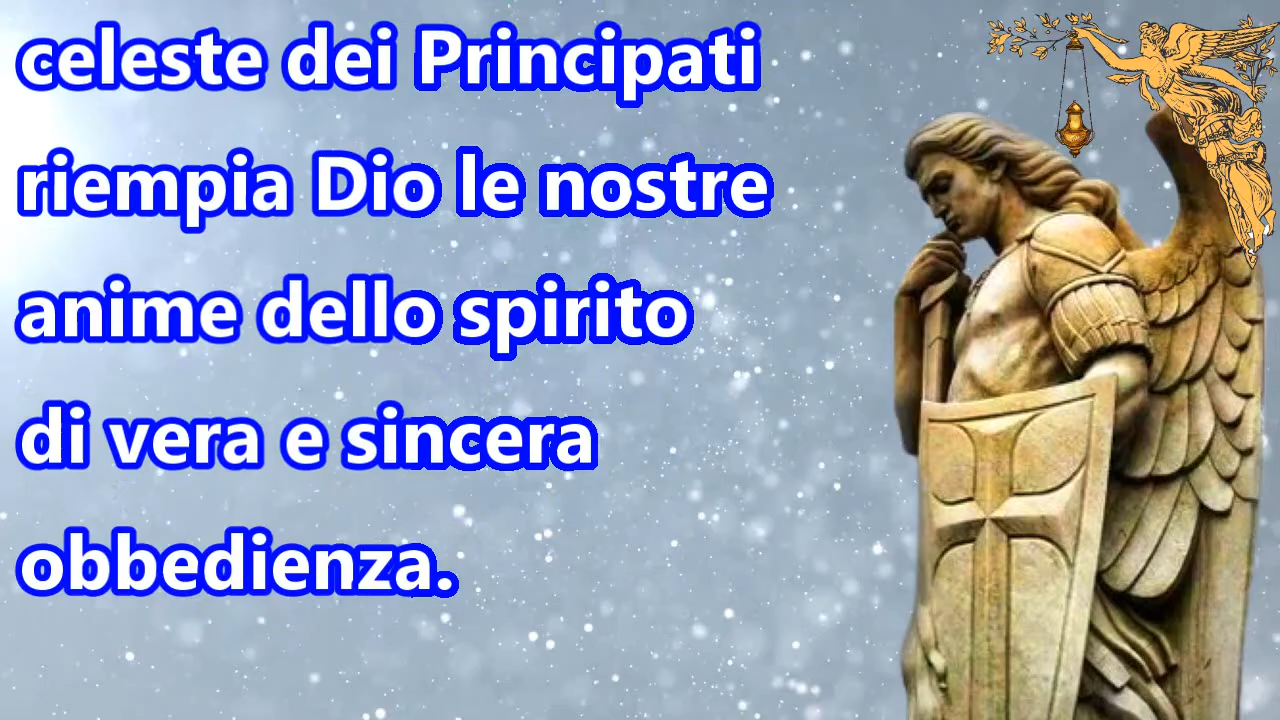 celeste dei Principati
riempia Dio le nostre
anime dello spirito
di vera e sincera
obbedienza.